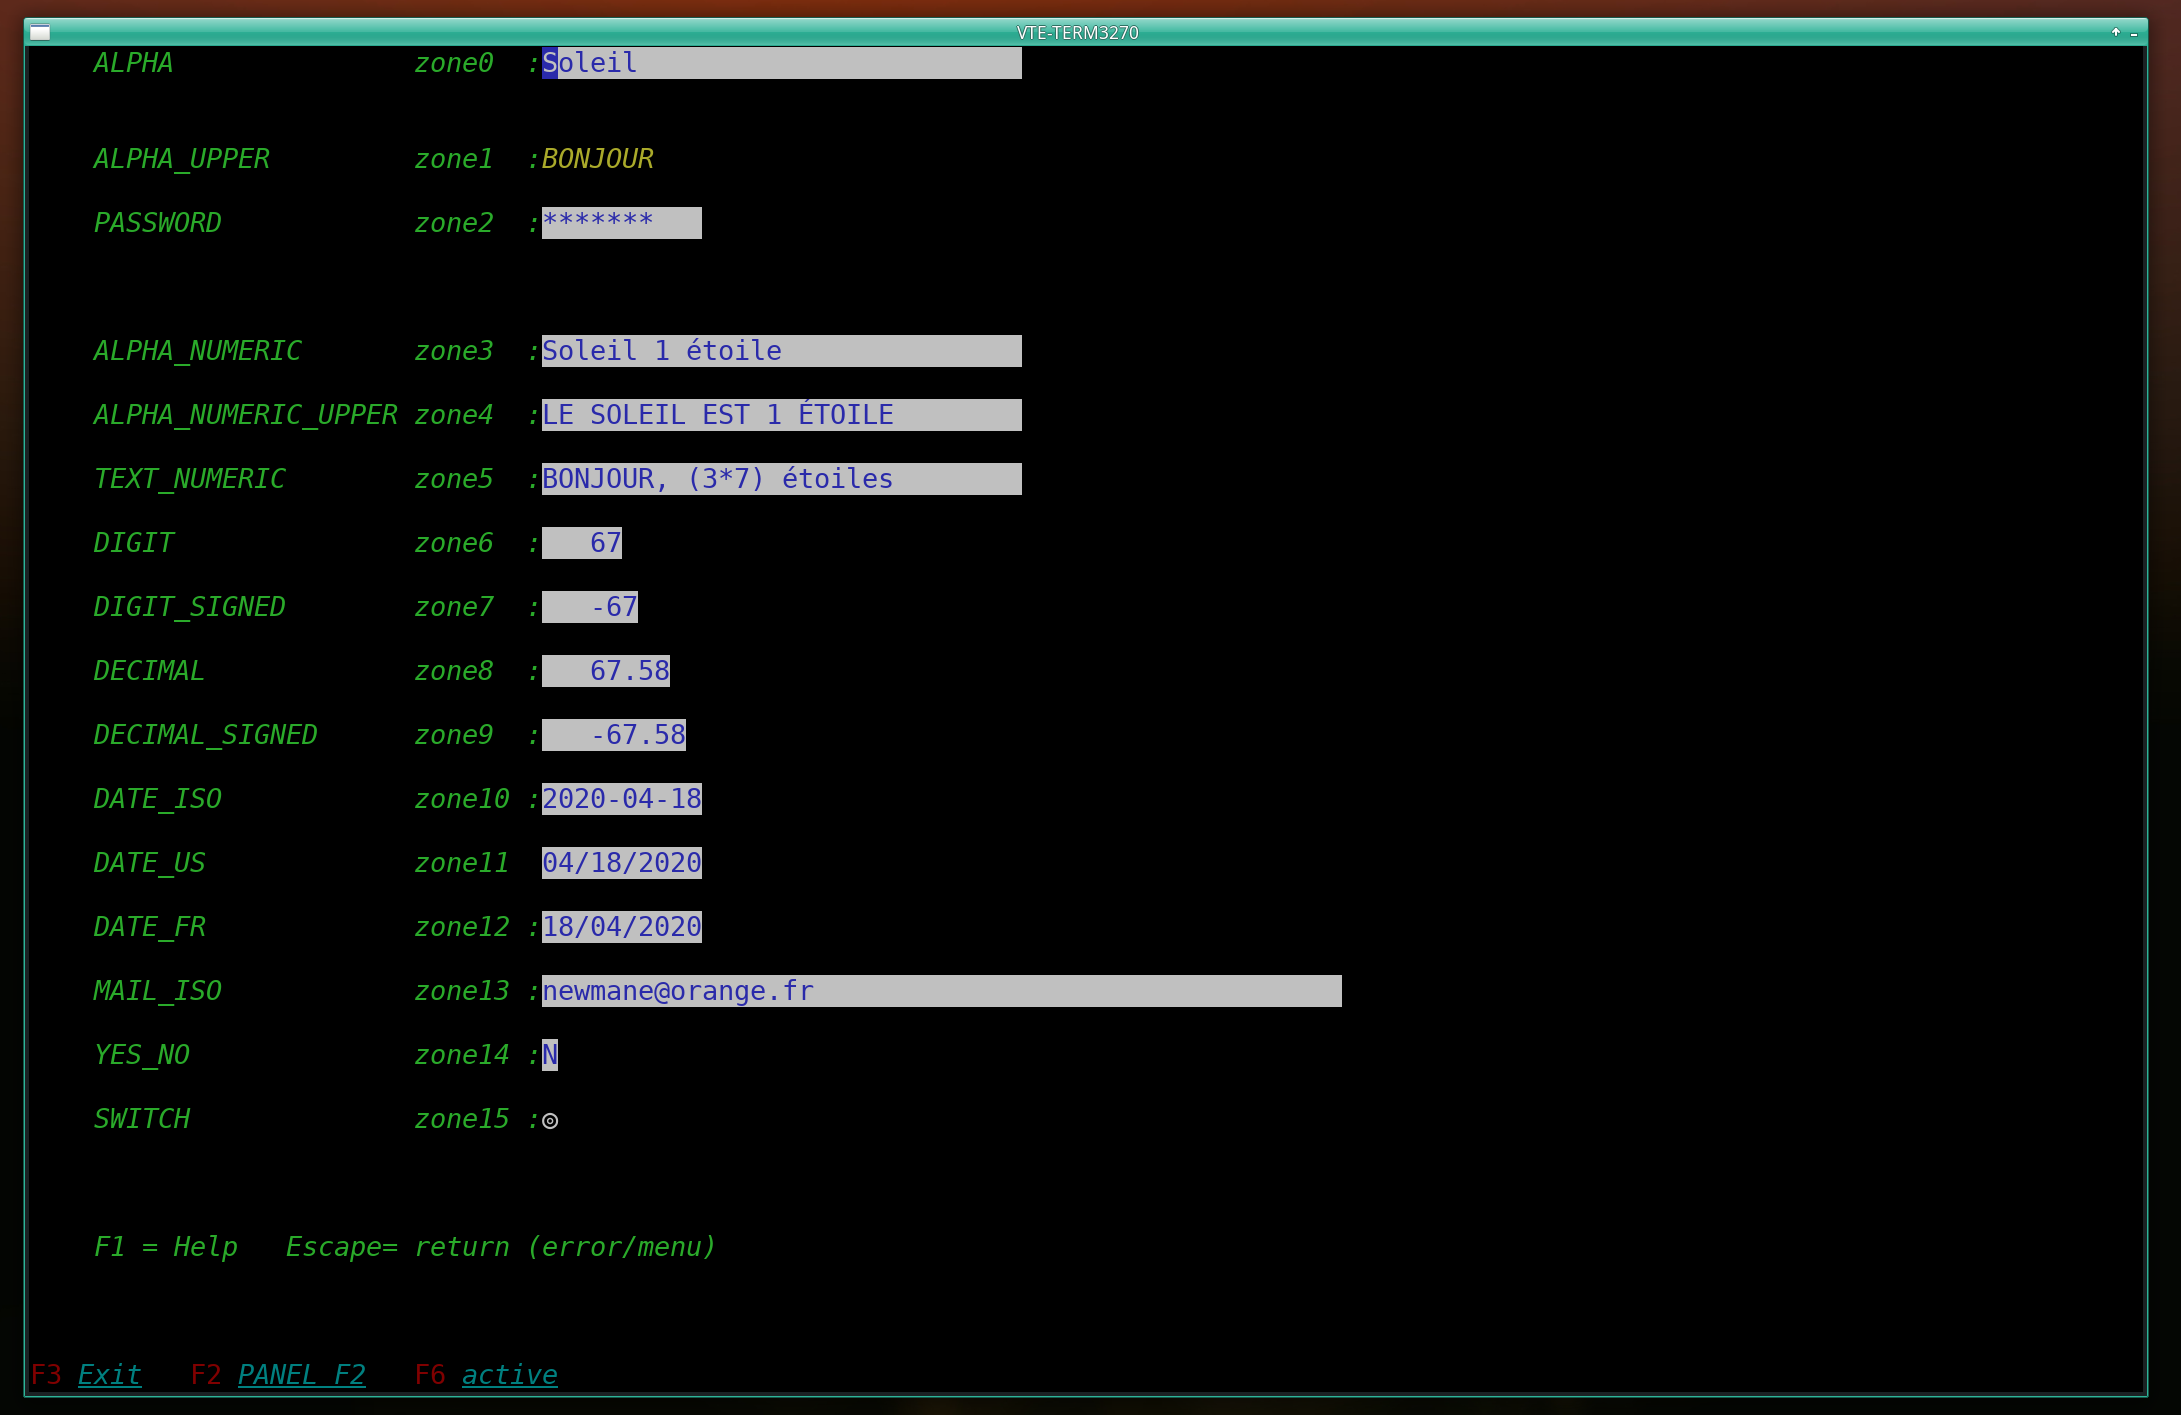 VTE-TERM3270
ALPHA zone0 :Soleil
ALPHA_UPPER zone1 :BONJOUR
PASSWORD zone2 :*******
ALPHA_NUMERIC zone3 :Soleil 1 étoile
ALPHA_NUMERIC_UPPER zone4 :LE SOLEIL EST 1 ÉTOILE
TEXT_NUMERIC zone5 :BONJOUR, (3*7) étoiles
DIGIT zone6 : 67
DIGIT_SIGNED zone7 : -67
DECIMAL zone8 : 67.58
DECIMAL_SIGNED zone9 : -67.58
DATE_ISO zone10 :2020-04-18
DATE_US zone11 04/18/2020
DATE_FR zone12 :18/04/2020
MAIL_ISO zone13 :newmane@orange.fr
YES_NO zone14 :N
SWITCH zone15 :◎
F1 = Help Escape= return (error/menu)
F3 Exit F2 PANEL F2 F6 active